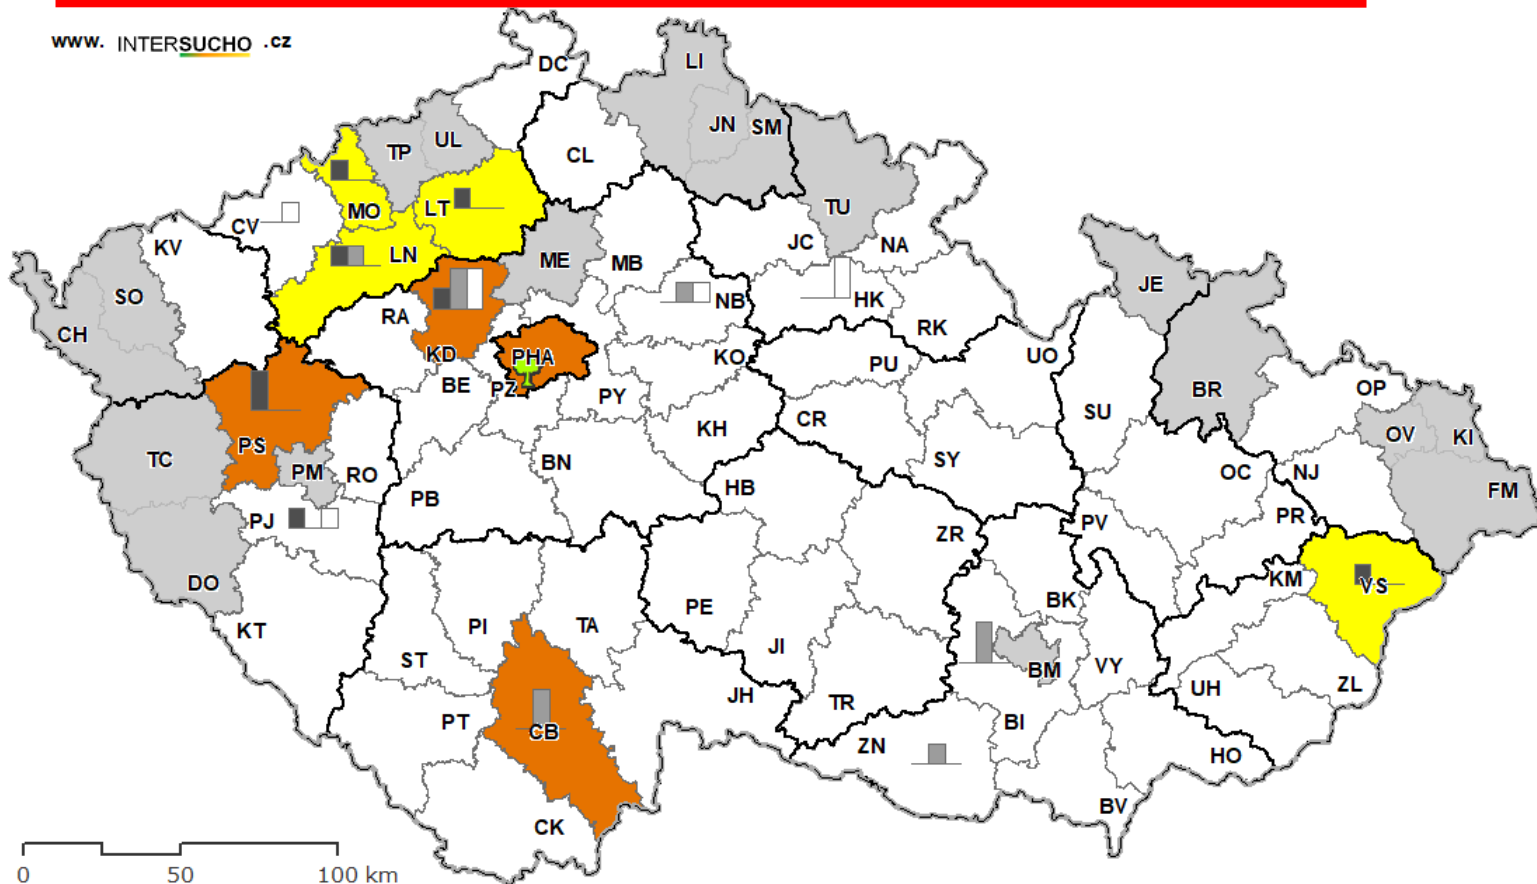 www. INTERSUCHO .cz
DC
LI
JN
SM
UL
TP
CL
TU
MO
LT
CV
KV
LN
ME
MB
JC
NA
SO
CH
NB
HK
JE
RA
RK
KD
PHA
KO
PU
UO
BE
PZ
PY
OP
BR
SU
CR
KH
PS
OV
KI
TC
PM
RO
BN
SY
OC
NJ
FM
PB
HB
PJ
ZR
PV
PR
DO
KM
VS
PE
BK
KT
PI
TA
JI
ST
BM
VY
JH
TR
UH
ZL
PT
CB
BI
ZN
HO
BV
CK
0 50 100 km